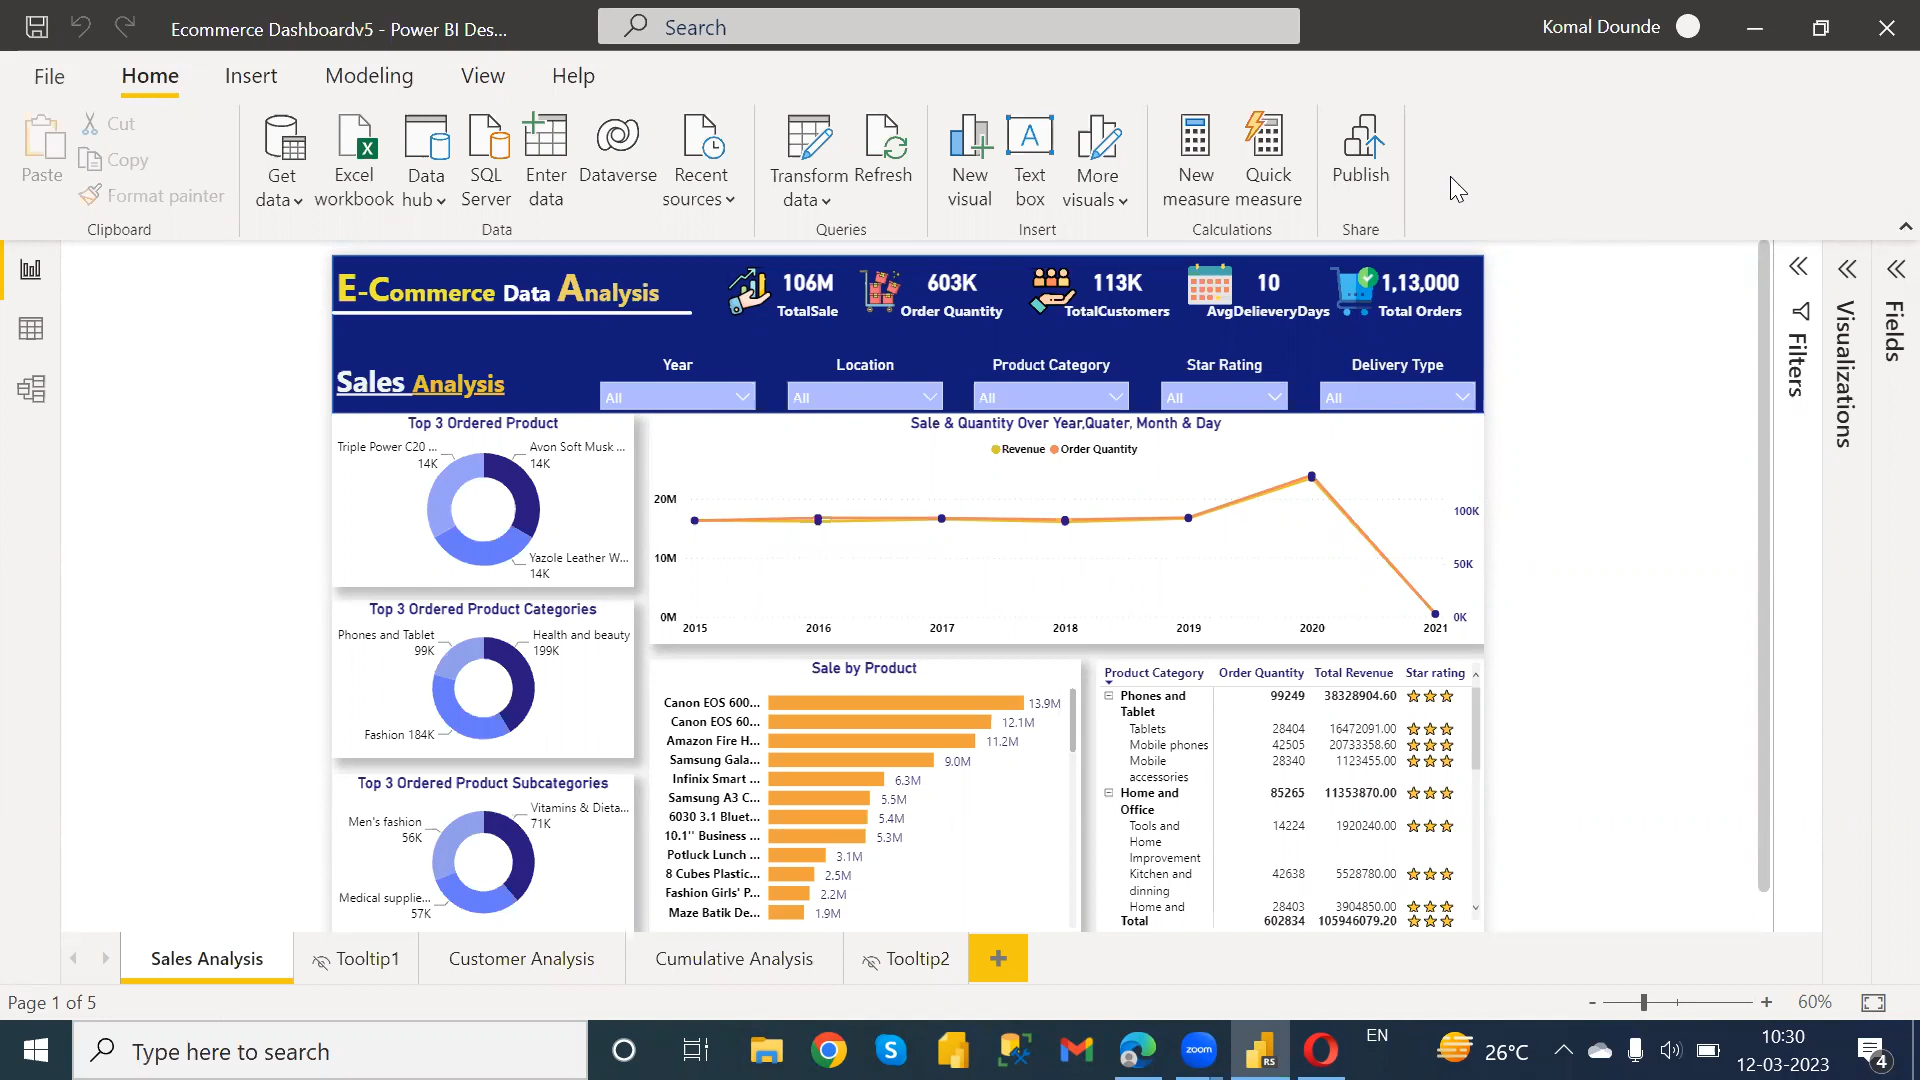 Ecommerce Dashboardv5 - Power BI Des...
Search
Komal Dounde
File Home Insert Modeling View Help
Paste
Cut
Copy
Format painter
Clipboard
Get data
Excel workbook
Data hub
SQL Server
Enter data
Dataverse
Recent sources
Data
Transform data
Refresh
Queries
New visual
Text box
More visuals
Insert
New measure
Quick measure
Calculations
Publish
Share
E-Commerce Data Analysis
106M
TotalSale
603K
Order Quantity
113K
TotalCustomers
10
AvgDelieveryDays
1,13,000
Total Orders
Sales Analysis
Year
All
Location
All
Product Category
All
Star Rating
All
Delivery Type
All
Top 3 Ordered Product
Triple Power C20 ...
14K
Avon Soft Musk ...
14K
Yazole Leather W...
14K
Top 3 Ordered Product Categories
Phones and Tablet
99K
Health and beauty
199K
Fashion 184K
Top 3 Ordered Product Subcategories
Men's fashion
56K
Vitamins & Dieta...
71K
Medical supplie...
57K
Sale & Quantity Over Year,Quater, Month & Day
Revenue Order Quantity
20M
10M
0M
100K
50K
0K
2015 2016 2017 2018 2019 2020 2021
Sale by Product
Canon EOS 600... 13.9M
Canon EOS 60... 12.1M
Amazon Fire H... 11.2M
Samsung Gala... 9.0M
Infinix Smart ... 6.3M
Samsung A3 C... 5.5M
6030 3.1 Bluet... 5.4M
10.1'' Business ... 5.3M
Potluck Lunch ... 3.1M
8 Cubes Plastic... 2.5M
Fashion Girls' P... 2.2M
Maze Batik De... 1.9M
Product Category Order Quantity Total Revenue Star rating
Phones and Tablet 99249 38328904.60
Tablets 28404 16472091.00
Mobile phones 42505 20733358.60
Mobile accessories 28340 1123455.00
Home and Office 85265 11353870.00
Tools and Home Improvement 14224 1920240.00
Kitchen and dinning 42638 5528780.00
Home and 28403 3904850.00
Total 602834 105946079.20
Filters
Visualizations
Fields
Sales Analysis
Tooltip1
Customer Analysis
Cumulative Analysis
Tooltip2
+
Page 1 of 5
- + 60%
Type here to search
S
zoom
RS
EN
26°C
10:30
12-03-2023
4